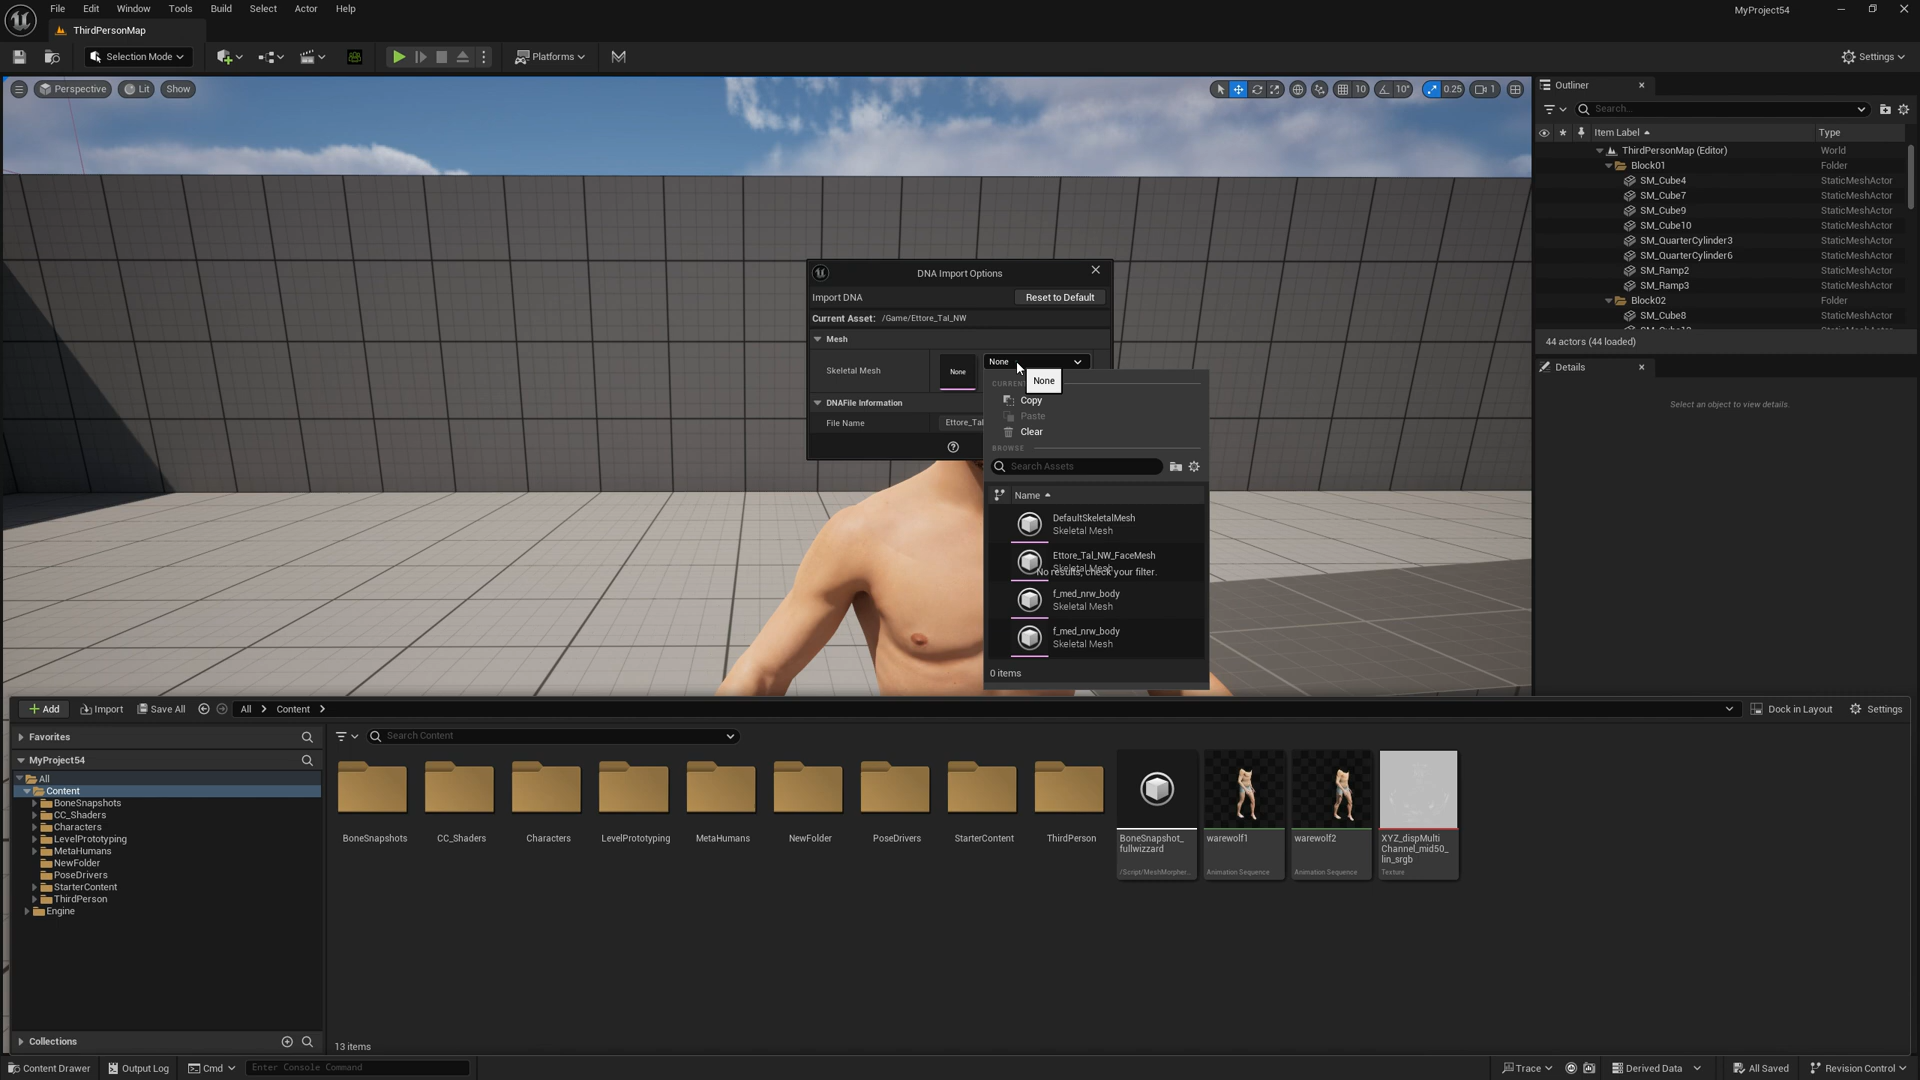 File Edit Window Tools Build Select Actor Help
MyProject54
ThirdPersonMap
Selection Mode
Platforms
Settings
Perspective
Lit
Show
10
10°
0.25
1
Outliner
Search...
Item Label
Type
ThirdPersonMap (Editor) World
Block01 Folder
SM_Cube4 StaticMeshActor
SM_Cube7 StaticMeshActor
SM_Cube9 StaticMeshActor
SM_Cube10 StaticMeshActor
SM_QuarterCylinder3 StaticMeshActor
SM_QuarterCylinder6 StaticMeshActor
SM_Ramp2 StaticMeshActor
SM_Ramp3 StaticMeshActor
Block02 Folder
SM_Cube8 StaticMeshActor
44 actors (44 loaded)
Details
Select an object to view details.
DNA Import Options
Import DNA
Reset to Default
Current Asset: /Game/Ettore_Tal_NW
Mesh
Skeletal Mesh
None
None
None
DNAFile Information
File Name
Ettore_Tal
Copy
Paste
Clear
BROWSE
Search Assets
Name
DefaultSkeletalMesh
Skeletal Mesh
Ettore_Tal_NW_FaceMesh
Skeletal Mesh
No results, check your filter.
f_med_nrw_body
Skeletal Mesh
f_med_nrw_body
Skeletal Mesh
0 items
Add
Import
Save All
All
Content
Dock in Layout
Settings
Favorites
MyProject54
All
Content
BoneSnapshots
CC_Shaders
Characters
LevelPrototyping
MetaHumans
NewFolder
PoseDrivers
StarterContent
ThirdPerson
Engine
Collections
Search Content
BoneSnapshots
CC_Shaders
Characters
LevelPrototyping
MetaHumans
NewFolder
PoseDrivers
StarterContent
ThirdPerson
BoneSnapshot_
fullwizzard
/Script/MeshMorpher...
warewolf1
Animation Sequence
warewolf2
Animation Sequence
XYZ_dispMulti
Channel_mid50_
lin_srgb
Texture
13 items
Content Drawer
Output Log
Cmd
Enter Console Command
Trace
Derived Data
All Saved
Revision Control